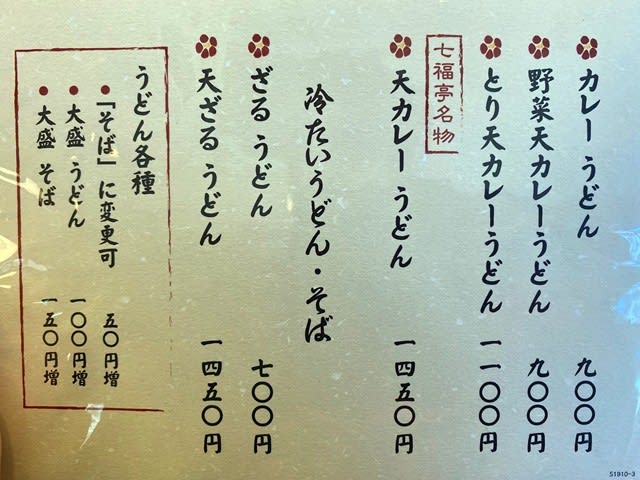 カレーうどん 九〇〇円
野菜天カレーうどん 九〇〇円
とり天カレーうどん 一一〇〇円
七福亭名物
天カレーうどん 一四五〇円
冷たいうどん・そば
ざるうどん 七〇〇円
天ざるうどん 一四五〇円
うどん各種
●「そば」に変更可 五〇円増
●大盛 うどん 一〇〇円増
●大盛 そば 一五〇円増
S1910-3